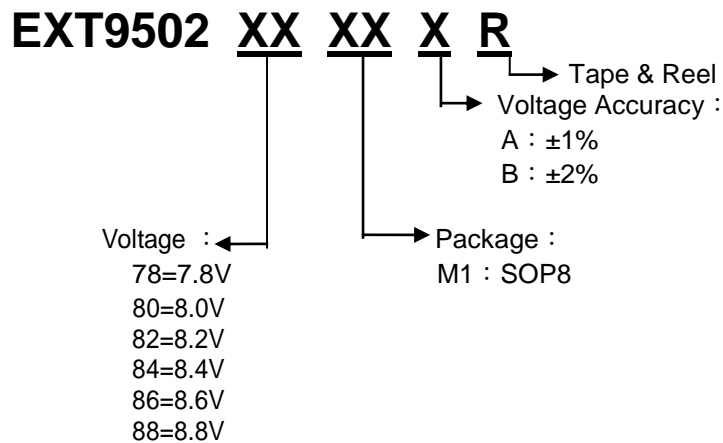 EXT9502 XX XX X R
Tape & Reel
Voltage Accuracy：
A：±1%
B：±2%
Package：
M1：SOP8
Voltage ：
78=7.8V
80=8.0V
82=8.2V
84=8.4V
86=8.6V
88=8.8V